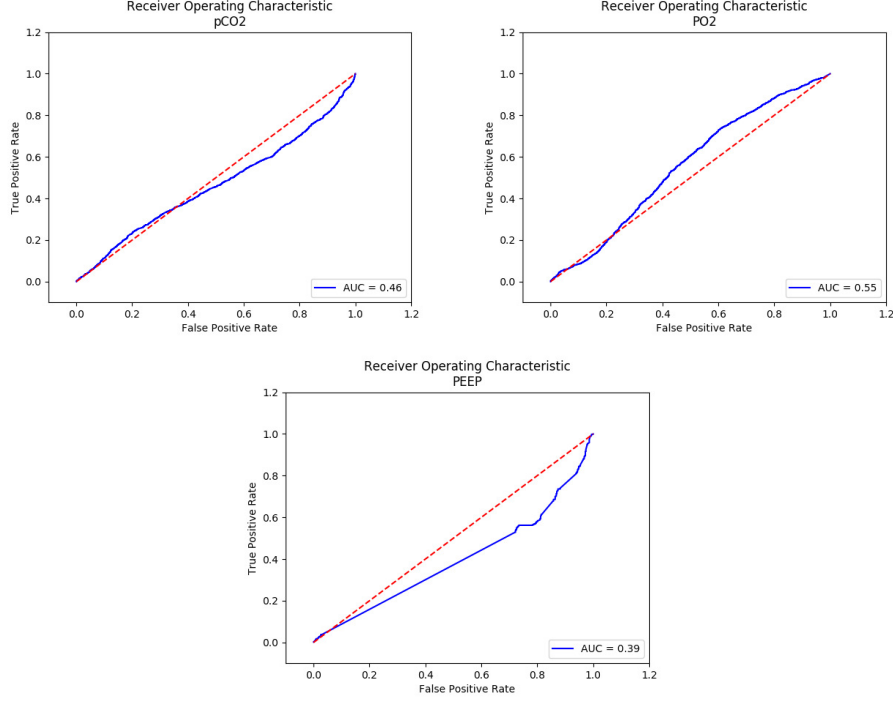 Receiver Operating Characteristic
pCO2
1.2
1.0
0.8
0.6
0.4
0.2
0.0
True Positive Rate
AUC = 0.46
0.0 0.2 0.4 0.6 0.8 1.0 1.2
False Positive Rate
Receiver Operating Characteristic
PO2
1.2
1.0
0.8
0.6
0.4
0.2
0.0
True Positive Rate
AUC = 0.55
0.0 0.2 0.4 0.6 0.8 1.0 1.2
False Positive Rate
Receiver Operating Characteristic
PEEP
1.2
1.0
0.8
0.6
0.4
0.2
0.0
True Positive Rate
AUC = 0.39
0.0 0.2 0.4 0.6 0.8 1.0 1.2
False Positive Rate